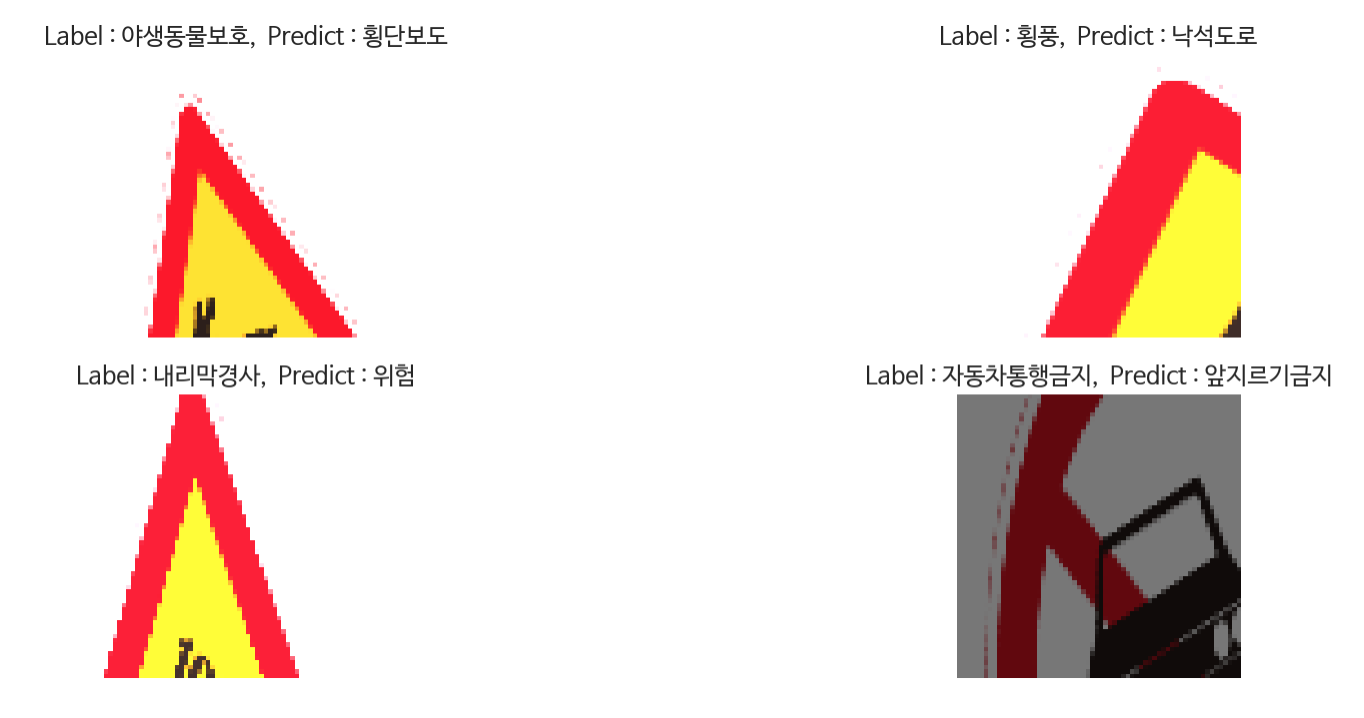 Label : 야생동물보호,  Predict : 횡단보도
Label : 횡풍,  Predict : 낙석도로
Label : 내리막경사,  Predict : 위험
Label : 자동차통행금지,  Predict : 앞지르기금지